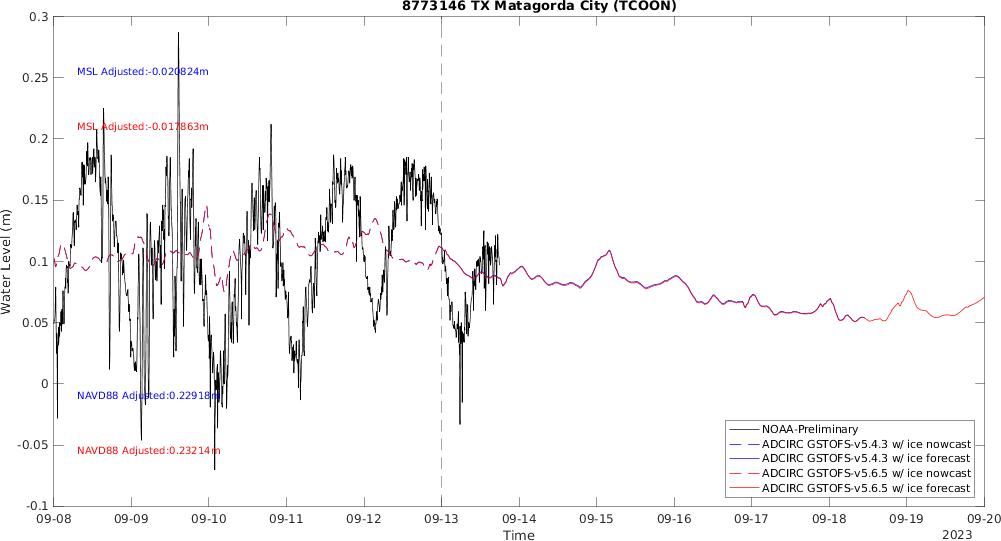 8773146 TX Matagorda City (TCOON)
0.3
0.25
0.2
0.15
0.1
0.05
0
-0.05
-0.1
Water Level (m)
MSL Adjusted:-0.020824m
MSL Adjusted:-0.017863m
NAVD88 Adjusted:0.22918m
NAVD88 Adjusted:0.23214m
NOAA-Preliminary
ADCIRC GSTOFS-v5.4.3 w/ ice nowcast
ADCIRC GSTOFS-v5.4.3 w/ ice forecast
ADCIRC GSTOFS-v5.6.5 w/ ice nowcast
ADCIRC GSTOFS-v5.6.5 w/ ice forecast
09-08 09-09 09-10 09-11 09-12 09-13 09-14 09-15 09-16 09-17 09-18 09-19 09-20
Time
2023